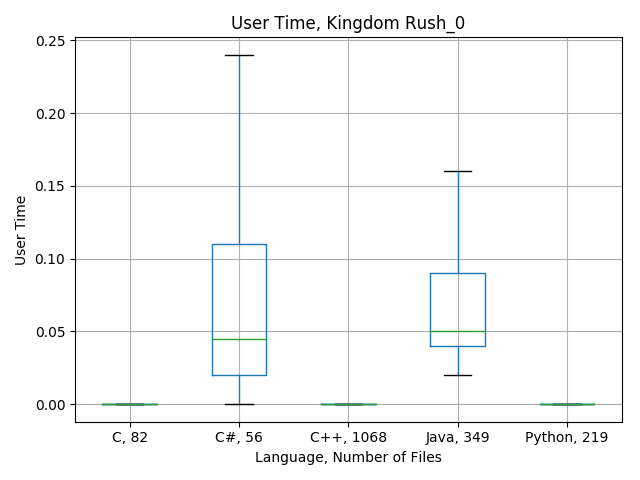 User Time, Kingdom Rush_0
0.25
0.20
0.15
0.10
0.05
0.00
User Time
C, 82
C#, 56
C++, 1068
Java, 349
Python, 219
Language, Number of Files